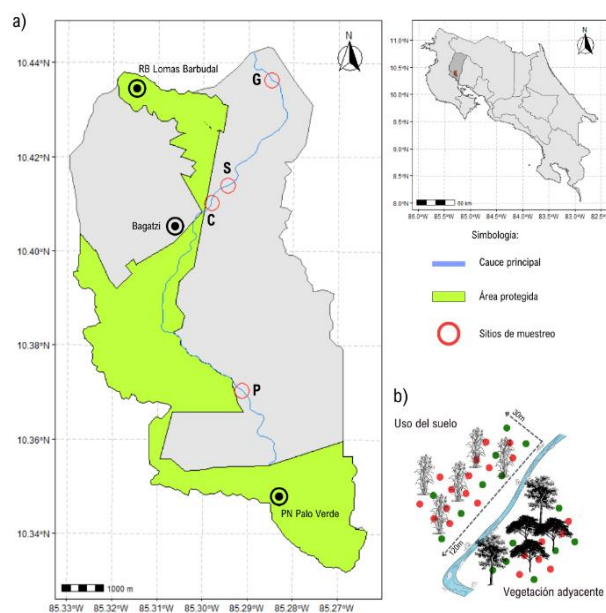 a)
RB Lomas Barbudal
G
S
C
Bagatzi
P
PN Palo Verde
10.44°N
10.42°N
10.40°N
10.38°N
10.36°N
10.34°N
1000 m
85.33°W
85.32°W
85.31°W
85.30°W
85.29°W
85.28°W
85.27°W
N
N
11.0°N
10.5°N
10.0°N
9.5°N
9.0°N
8.5°N
8.0°N
86.0°W
85.5°W
85.0°W
84.5°W
84.0°W
83.5°W
83.0°W
82.5°W
Simbología:
Cauce principal
Área protegida
Sitios de muestreo
b)
Uso del suelo
30m
120m
Vegetación adyacente